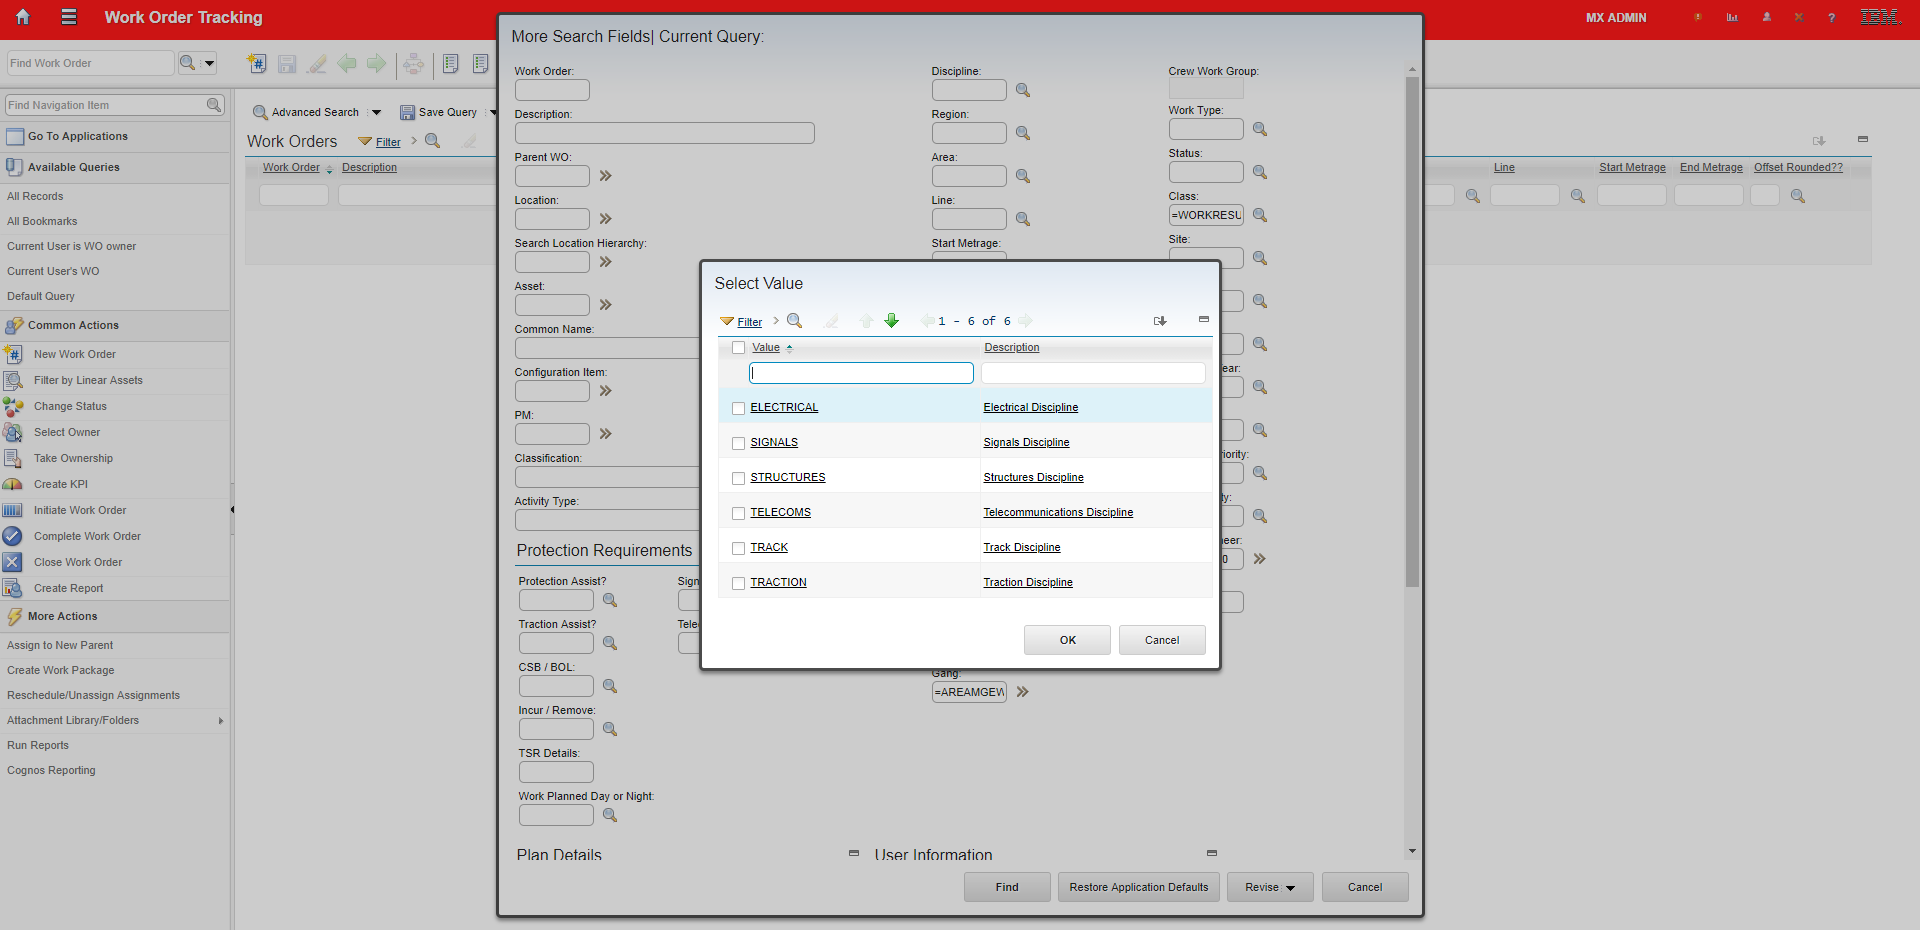 Work Order Tracking
MX ADMIN
?
IBM
Find Work Order
Find Navigation Item
Go To Applications
Available Queries
All Records
All Bookmarks
Current User is WO owner
Current User's WO
Default Query
Common Actions
New Work Order
Filter by Linear Assets
Change Status
Select Owner
Take Ownership
Create KPI
Initiate Work Order
Complete Work Order
Close Work Order
Create Report
More Actions
Assign to New Parent
Create Work Package
Reschedule/Unassign Assignments
Attachment Library/Folders
Run Reports
Cognos Reporting
Advanced Search
Save Query
Work Orders
Filter
Work Order
Description
Line
Start Metrage
End Metrage
Offset Rounded??
More Search Fields| Current Query:
Work Order:
Description:
Parent WO:
Location:
Search Location Hierarchy:
Asset:
Common Name:
Configuration Item:
PM:
Classification:
Activity Type:
Protection Requirements
Protection Assist?
Sign
Traction Assist?
Tele
CSB / BOL:
Incur / Remove:
TSR Details:
Work Planned Day or Night:
Discipline:
Region:
Area:
Line:
Start Metrage:
Gang:
=AREAMGEW
Crew Work Group:
Work Type:
Status:
Class:
=WORKRESU
Site:
ear:
iority:
ty:
eer:
0
Plan Details
User Information
Find
Restore Application Defaults
Revise
Cancel
Select Value
Filter
1 - 6 of 6
Value
Description
ELECTRICAL
Electrical Discipline
SIGNALS
Signals Discipline
STRUCTURES
Structures Discipline
TELECOMS
Telecommunications Discipline
TRACK
Track Discipline
TRACTION
Traction Discipline
OK
Cancel